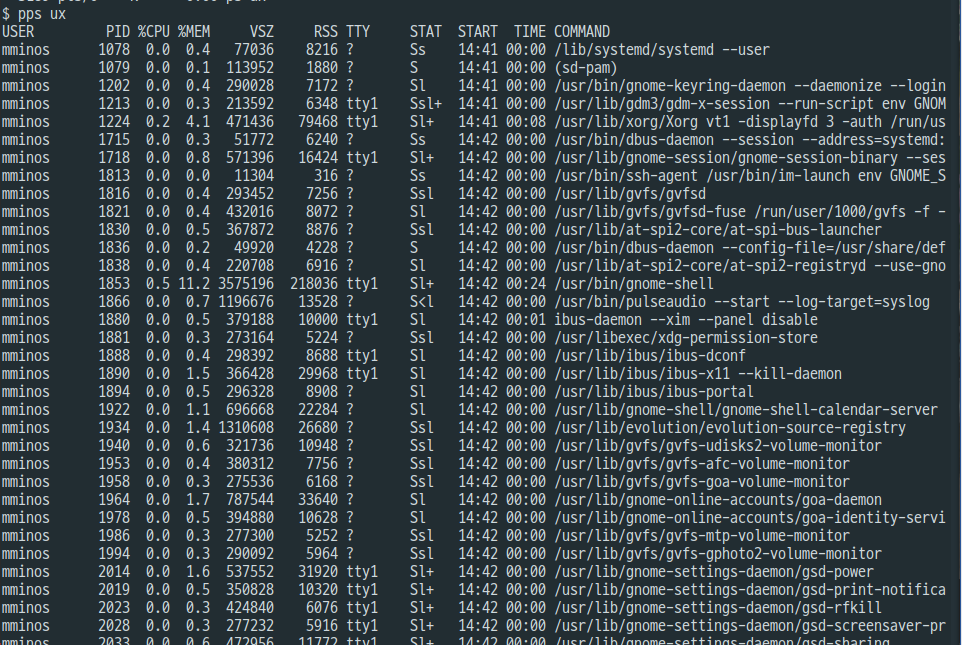 $ pps ux
USER PID %CPU %MEM VSZ RSS TTY STAT START TIME COMMAND
mminos 1078 0.0 0.4 77036 8216 ? Ss 14:41 00:00 /lib/systemd/systemd --user
mminos 1079 0.0 0.1 113952 1880 ? S 14:41 00:00 (sd-pam)
mminos 1202 0.0 0.4 290028 7172 ? Sl 14:41 00:00 /usr/bin/gnome-keyring-daemon --daemonize --login
mminos 1213 0.0 0.3 213592 6348 tty1 Ssl+ 14:41 00:00 /usr/lib/gdm3/gdm-x-session --run-script env GNOM
mminos 1224 0.2 4.1 471436 79468 tty1 Sl+ 14:41 00:08 /usr/lib/xorg/Xorg vt1 -displayfd 3 -auth /run/us
mminos 1715 0.0 0.3 51772 6240 ? Ss 14:42 00:00 /usr/bin/dbus-daemon --session --address=systemd:
mminos 1718 0.0 0.8 571396 16424 tty1 Sl+ 14:42 00:00 /usr/lib/gnome-session/gnome-session-binary --ses
mminos 1813 0.0 0.0 11304 316 ? Ss 14:42 00:00 /usr/bin/ssh-agent /usr/bin/im-launch env GNOME_S
mminos 1816 0.0 0.4 293452 7256 ? Ssl 14:42 00:00 /usr/lib/gvfs/gvfsd
mminos 1821 0.0 0.4 432016 8072 ? Sl 14:42 00:00 /usr/lib/gvfs/gvfsd-fuse /run/user/1000/gvfs -f -
mminos 1830 0.0 0.5 367872 8876 ? Ssl 14:42 00:00 /usr/lib/at-spi2-core/at-spi-bus-launcher
mminos 1836 0.0 0.2 49920 4228 ? S 14:42 00:00 /usr/bin/dbus-daemon --config-file=/usr/share/def
mminos 1838 0.0 0.4 220708 6916 ? Sl 14:42 00:00 /usr/lib/at-spi2-core/at-spi2-registryd --use-gno
mminos 1853 0.5 11.2 3575196 218036 tty1 Sl+ 14:42 00:24 /usr/bin/gnome-shell
mminos 1866 0.0 0.7 1196676 13528 ? S<l 14:42 00:00 /usr/bin/pulseaudio --start --log-target=syslog
mminos 1880 0.0 0.5 379188 10000 tty1 Sl 14:42 00:01 ibus-daemon --xim --panel disable
mminos 1881 0.0 0.3 273164 5224 ? Ssl 14:42 00:00 /usr/libexec/xdg-permission-store
mminos 1888 0.0 0.4 298392 8688 tty1 Sl 14:42 00:00 /usr/lib/ibus/ibus-dconf
mminos 1890 0.0 1.5 366428 29968 tty1 Sl 14:42 00:00 /usr/lib/ibus/ibus-x11 --kill-daemon
mminos 1894 0.0 0.5 296328 8908 ? Sl 14:42 00:00 /usr/lib/ibus/ibus-portal
mminos 1922 0.0 1.1 696668 22284 ? Sl 14:42 00:00 /usr/lib/gnome-shell/gnome-shell-calendar-server
mminos 1934 0.0 1.4 1310608 26680 ? Ssl 14:42 00:00 /usr/lib/evolution/evolution-source-registry
mminos 1940 0.0 0.6 321736 10948 ? Ssl 14:42 00:00 /usr/lib/gvfs/gvfs-udisks2-volume-monitor
mminos 1953 0.0 0.4 380312 7756 ? Ssl 14:42 00:00 /usr/lib/gvfs/gvfs-afc-volume-monitor
mminos 1958 0.0 0.3 275536 6168 ? Ssl 14:42 00:00 /usr/lib/gvfs/gvfs-goa-volume-monitor
mminos 1964 0.0 1.7 787544 33640 ? Sl 14:42 00:00 /usr/lib/gnome-online-accounts/goa-daemon
mminos 1978 0.0 0.5 394880 10628 ? Sl 14:42 00:00 /usr/lib/gnome-online-accounts/goa-identity-servi
mminos 1986 0.0 0.3 277300 5252 ? Ssl 14:42 00:00 /usr/lib/gvfs/gvfs-mtp-volume-monitor
mminos 1994 0.0 0.3 290092 5964 ? Ssl 14:42 00:00 /usr/lib/gvfs/gvfs-gphoto2-volume-monitor
mminos 2014 0.0 1.6 537552 31920 tty1 Sl+ 14:42 00:00 /usr/lib/gnome-settings-daemon/gsd-power
mminos 2019 0.0 0.5 350828 10320 tty1 Sl+ 14:42 00:00 /usr/lib/gnome-settings-daemon/gsd-print-notifica
mminos 2023 0.0 0.3 424840 6076 tty1 Sl+ 14:42 00:00 /usr/lib/gnome-settings-daemon/gsd-rfkill
mminos 2028 0.0 0.3 277232 5916 tty1 Sl+ 14:42 00:00 /usr/lib/gnome-settings-daemon/gsd-screensaver-pr
mminos 2033 0.0 0.6 472956 11772 tty1 Sl+ 14:42 00:00 /usr/lib/gnome-settings-daemon/gsd-sharing